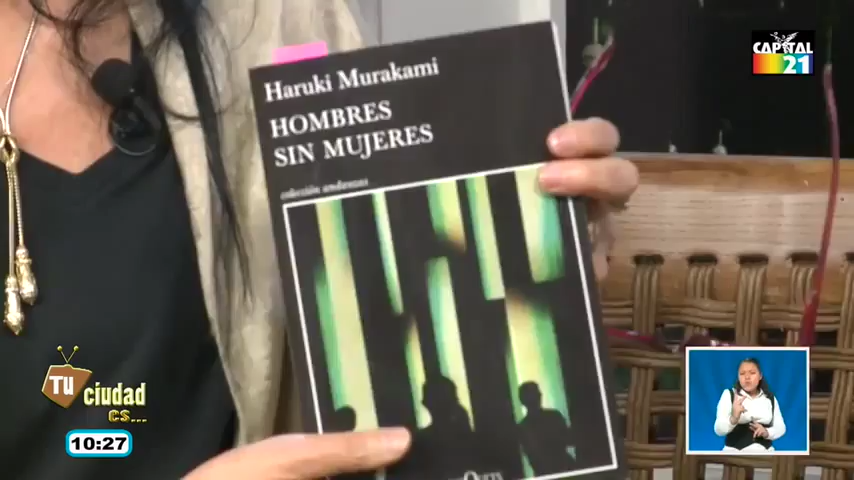 CAPITAL
21
Haruki Murakami
HOMBRES
SIN MUJERES
colección andanzas
Tu
ciudad
es...
10:27